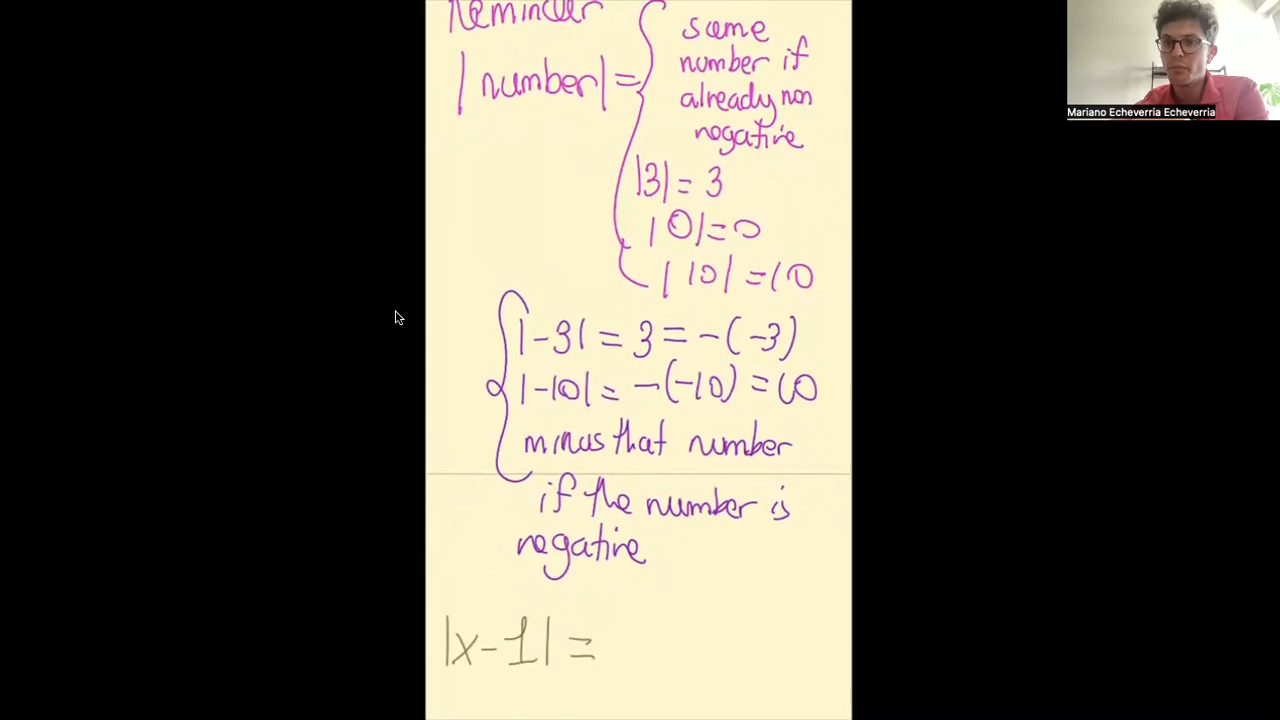 Reminder
|number| = { same
number if
already non
negative
|3| = 3
|0| = 0
|10| = 10
|-3| = 3 = -(-3)
|-10| = -(-10) = 10
minus that number
if the number is
negative
|x-1| =
Mariano Echeverria Echeverria